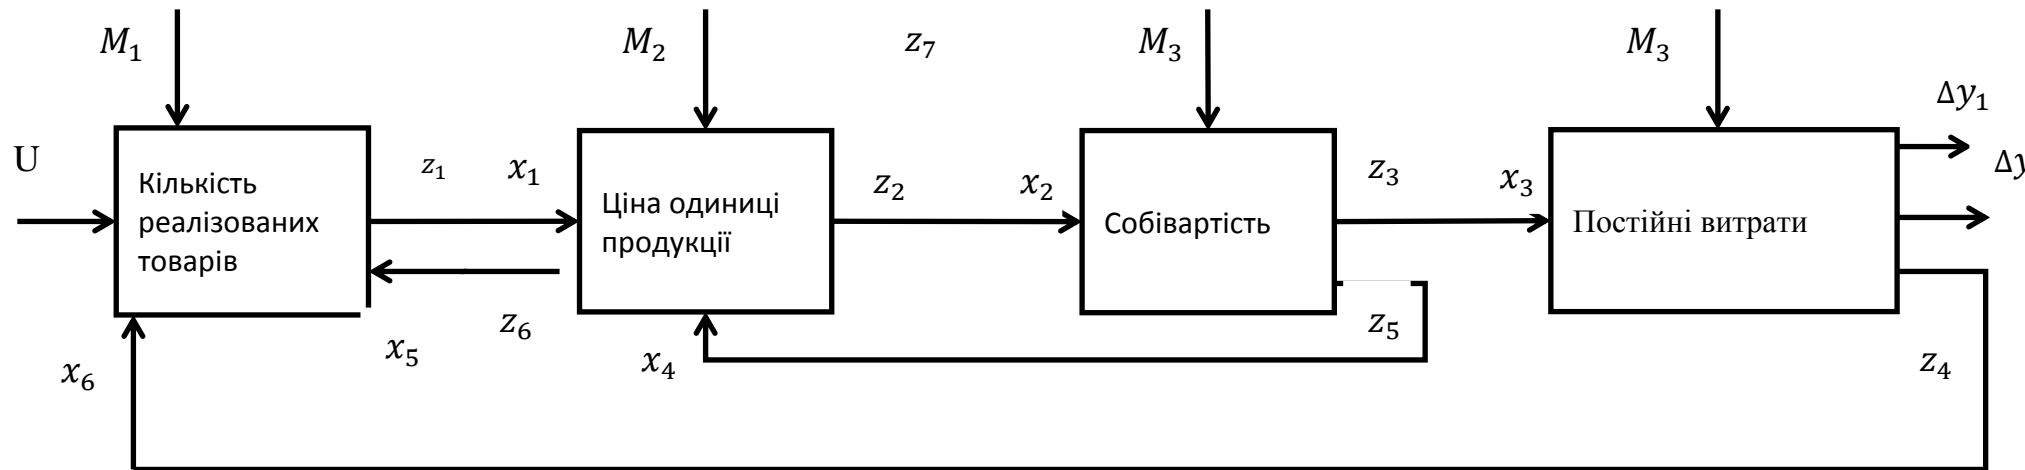 M₁
M₂
z₇
M₃
M₃
Δy₁
U
Δy
Кількість
реалізованих
товарів
z₁
x₁
Ціна одиниці
продукції
z₂
x₂
Собівартість
z₃
x₃
Постійні витрати
x₆
x₅
z₆
x₄
z₅
z₄